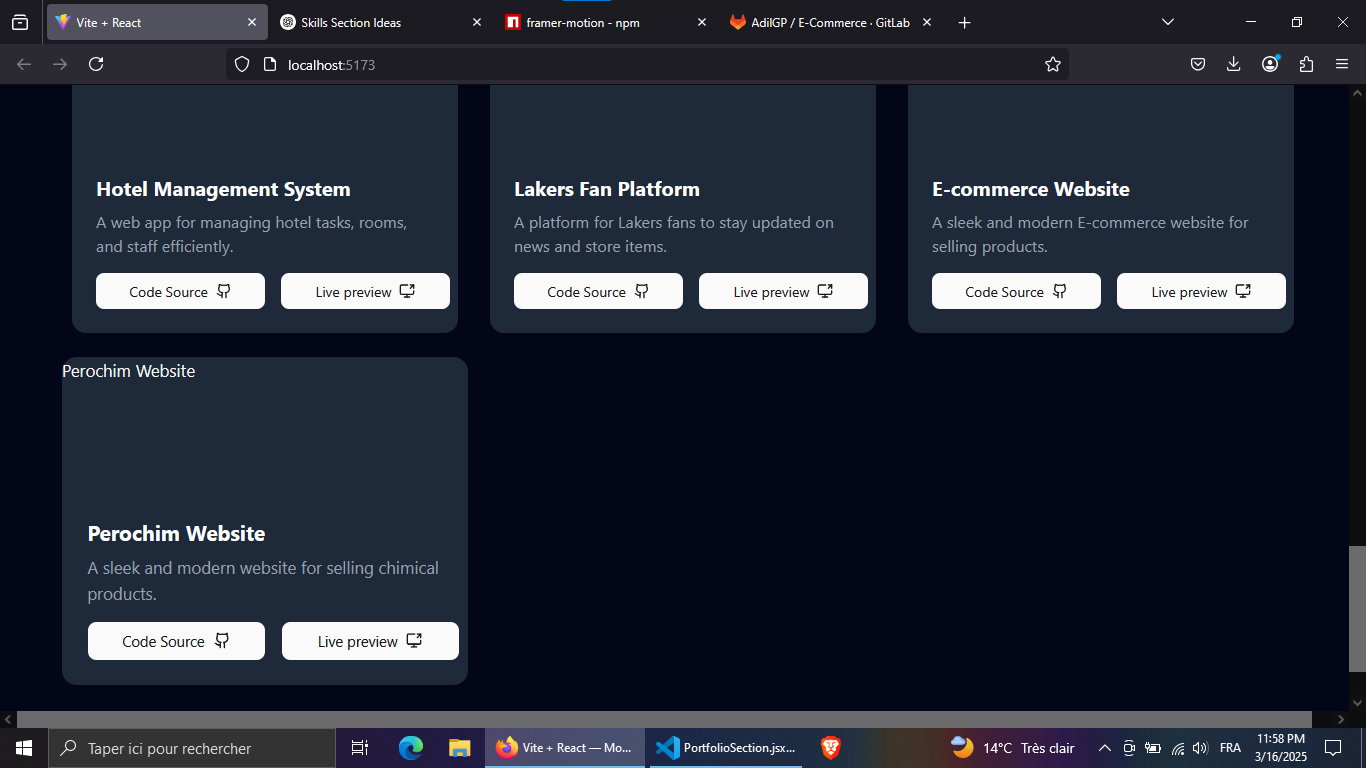 Vite + React
Skills Section Ideas
framer-motion - npm
AdilGP / E-Commerce · GitLab
localhost:5173
Hotel Management System
A web app for managing hotel tasks, rooms,
and staff efficiently.
Code Source
Live preview
Lakers Fan Platform
A platform for Lakers fans to stay updated on
news and store items.
Code Source
Live preview
E-commerce Website
A sleek and modern E-commerce website for
selling products.
Code Source
Live preview
Perochim Website
Perochim Website
A sleek and modern website for selling chimical
products.
Code Source
Live preview
Taper ici pour rechercher
Vite + React — Mo...
PortfolioSection.jsx...
14°C Très clair
FRA
11:58 PM
3/16/2025